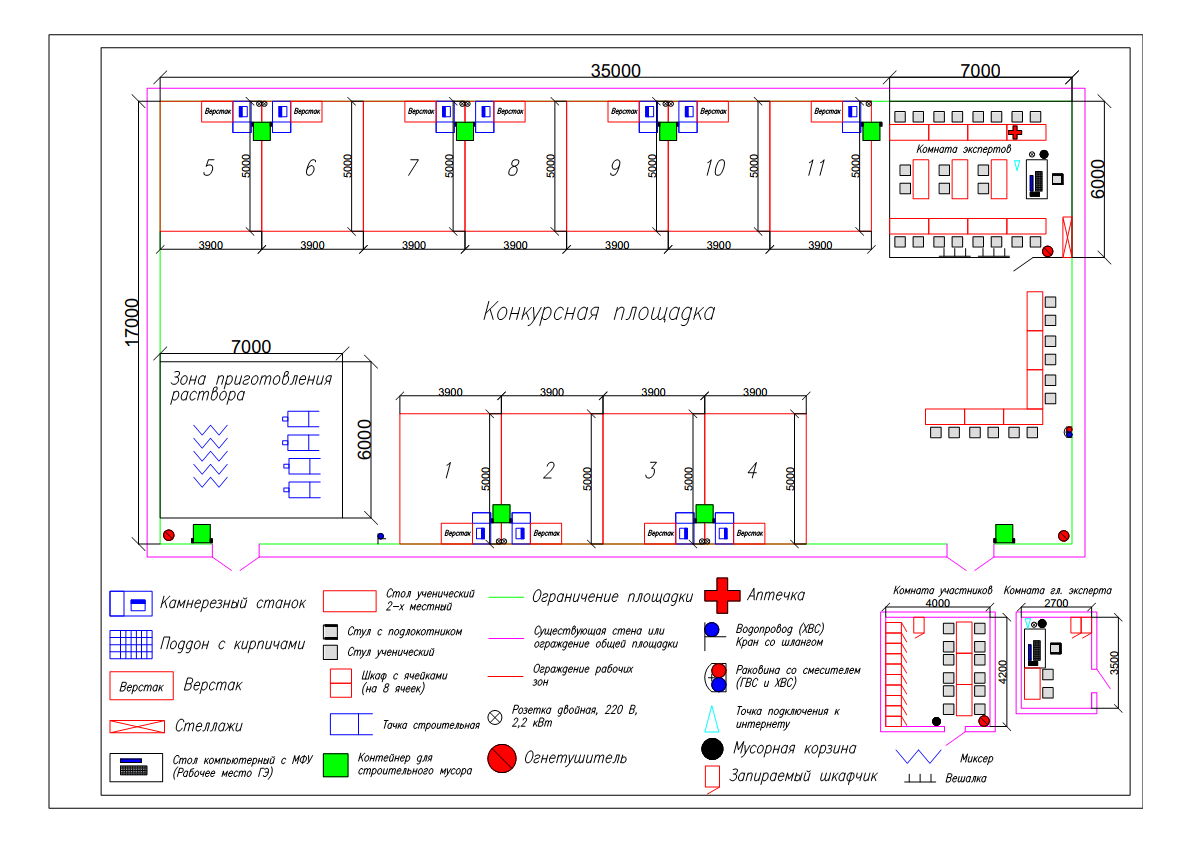 35000
7000
17000
Верстак
Верстак
Верстак
Верстак
Верстак
Верстак
Верстак
5
5000
6
5000
7
5000
8
5000
9
5000
10
5000
11
5000
3900
3900
3900
3900
3900
3900
3900
Комната экспертов
6000
Конкурсная площадка
7000
Зона приготовления
раствора
6000
3900
3900
3900
3900
1
5000
2
5000
3
5000
4
5000
Верстак
Верстак
Верстак
Верстак
Камнерезный станок
Поддон с кирпичами
Верстак
Верстак
Стеллажи
Стол компьютерный с МФУ
(Рабочее место ГЭ)
Стол ученический
2-х местный
Стул с подлокотником
Стул ученический
Шкаф с ячейками
(на 8 ячеек)
Тачка строительная
Контейнер для
строительного мусора
Ограничение площадки
Существующая стена или
ограждение общей площадки
Ограждение рабочих
зон
Розетка двойная, 220 В,
2,2 кВт
Огнетушитель
Аптечка
Водопровод (ХВС)
Кран со шлангом
Раковина со смесителем
(ГВС и ХВС)
Точка подключения к
интернету
Мусорная корзина
Запираемый шкафчик
Комната участников
4000
4200
Комната гл. эксперта
2700
3500
Миксер
Вешалка